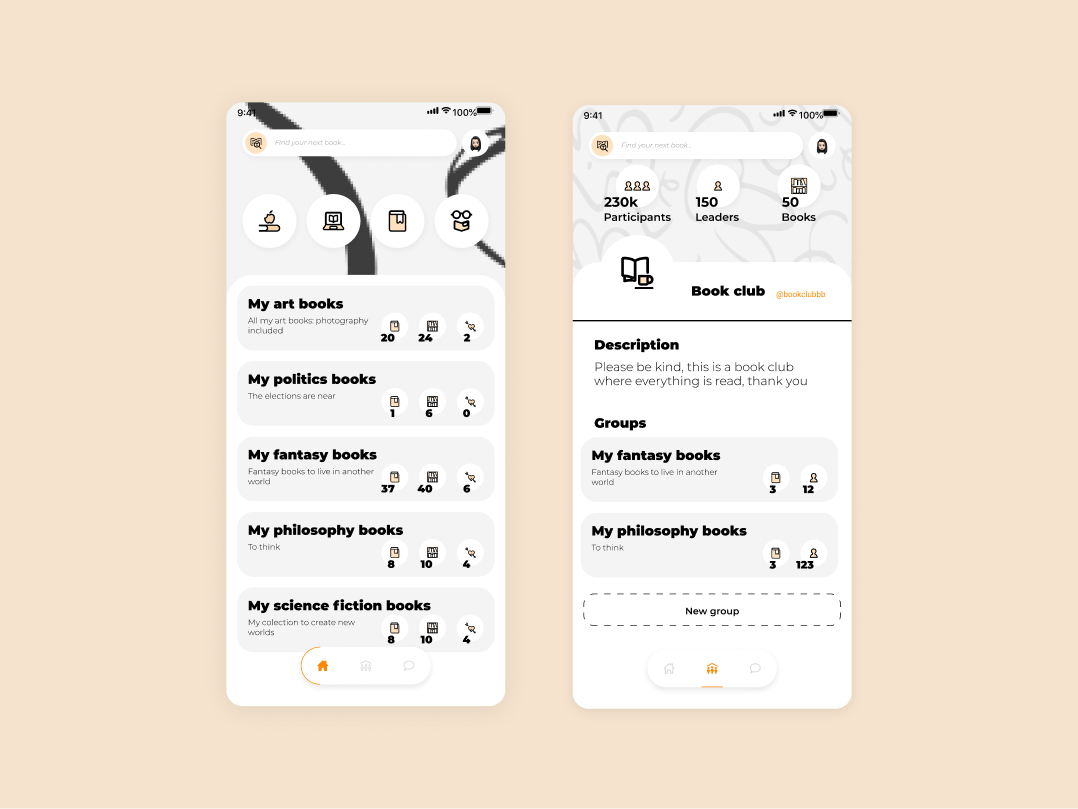 9:41
100%
Find your next book...
My art books
All my art books: photography
included
20 24 2
My politics books
The elections are near
1 6 0
My fantasy books
Fantasy books to live in another
world
37 40 6
My philosophy books
To think
8 10 4
My science fiction books
My colection to create new
worlds
8 10 4
9:41
100%
Find your next book...
230k 150 50
Participants Leaders Books
Book club @bookclubbb
Description
Please be kind, this is a book club
where everything is read, thank you
Groups
My fantasy books
Fantasy books to live in another
world
3 12
My philosophy books
To think
3 123
New group